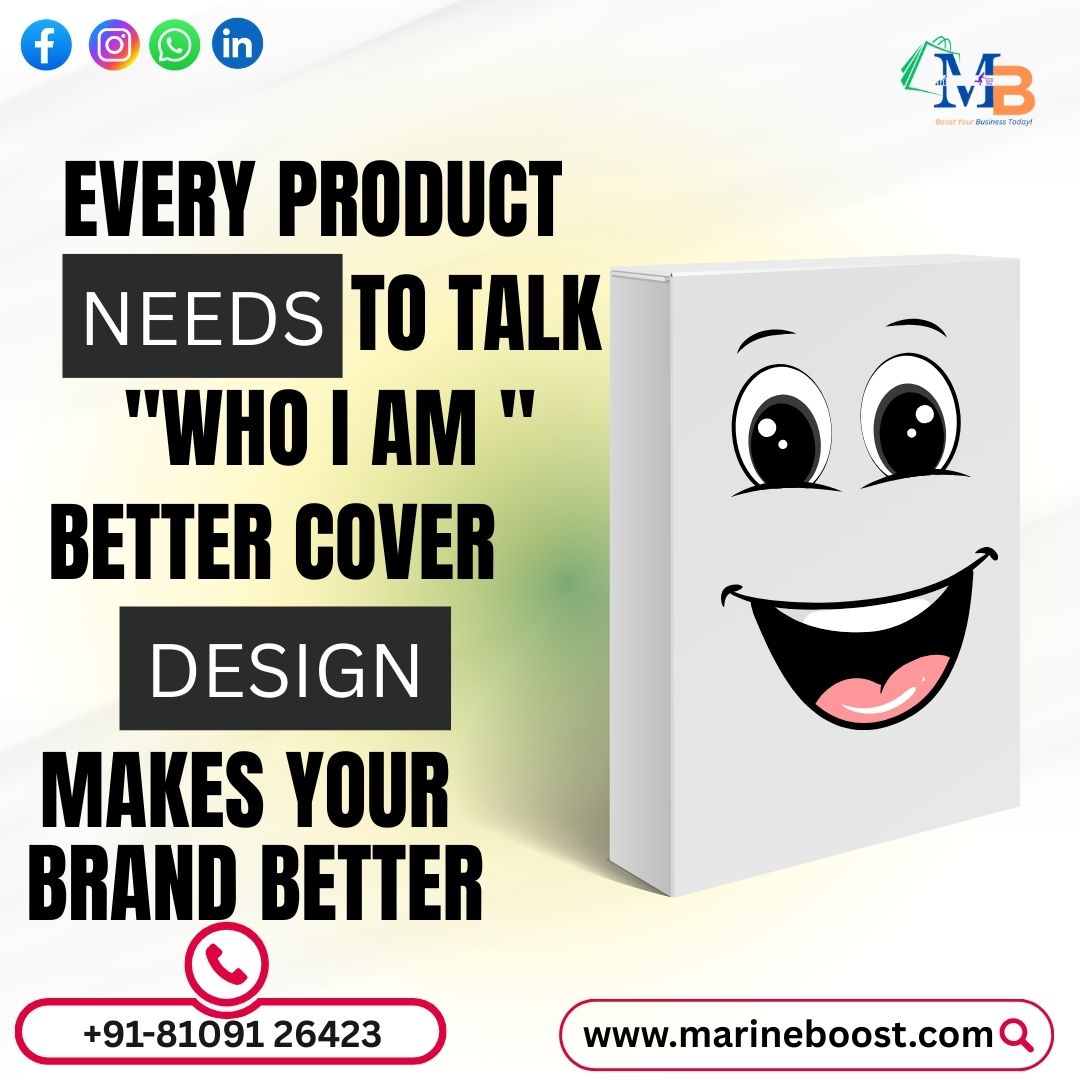 MB
Boost Your Business Today!
EVERY PRODUCT
NEEDS TO TALK
"WHO I AM "
BETTER COVER
DESIGN
MAKES YOUR
BRAND BETTER
+91-81091 26423
www.marineboost.com